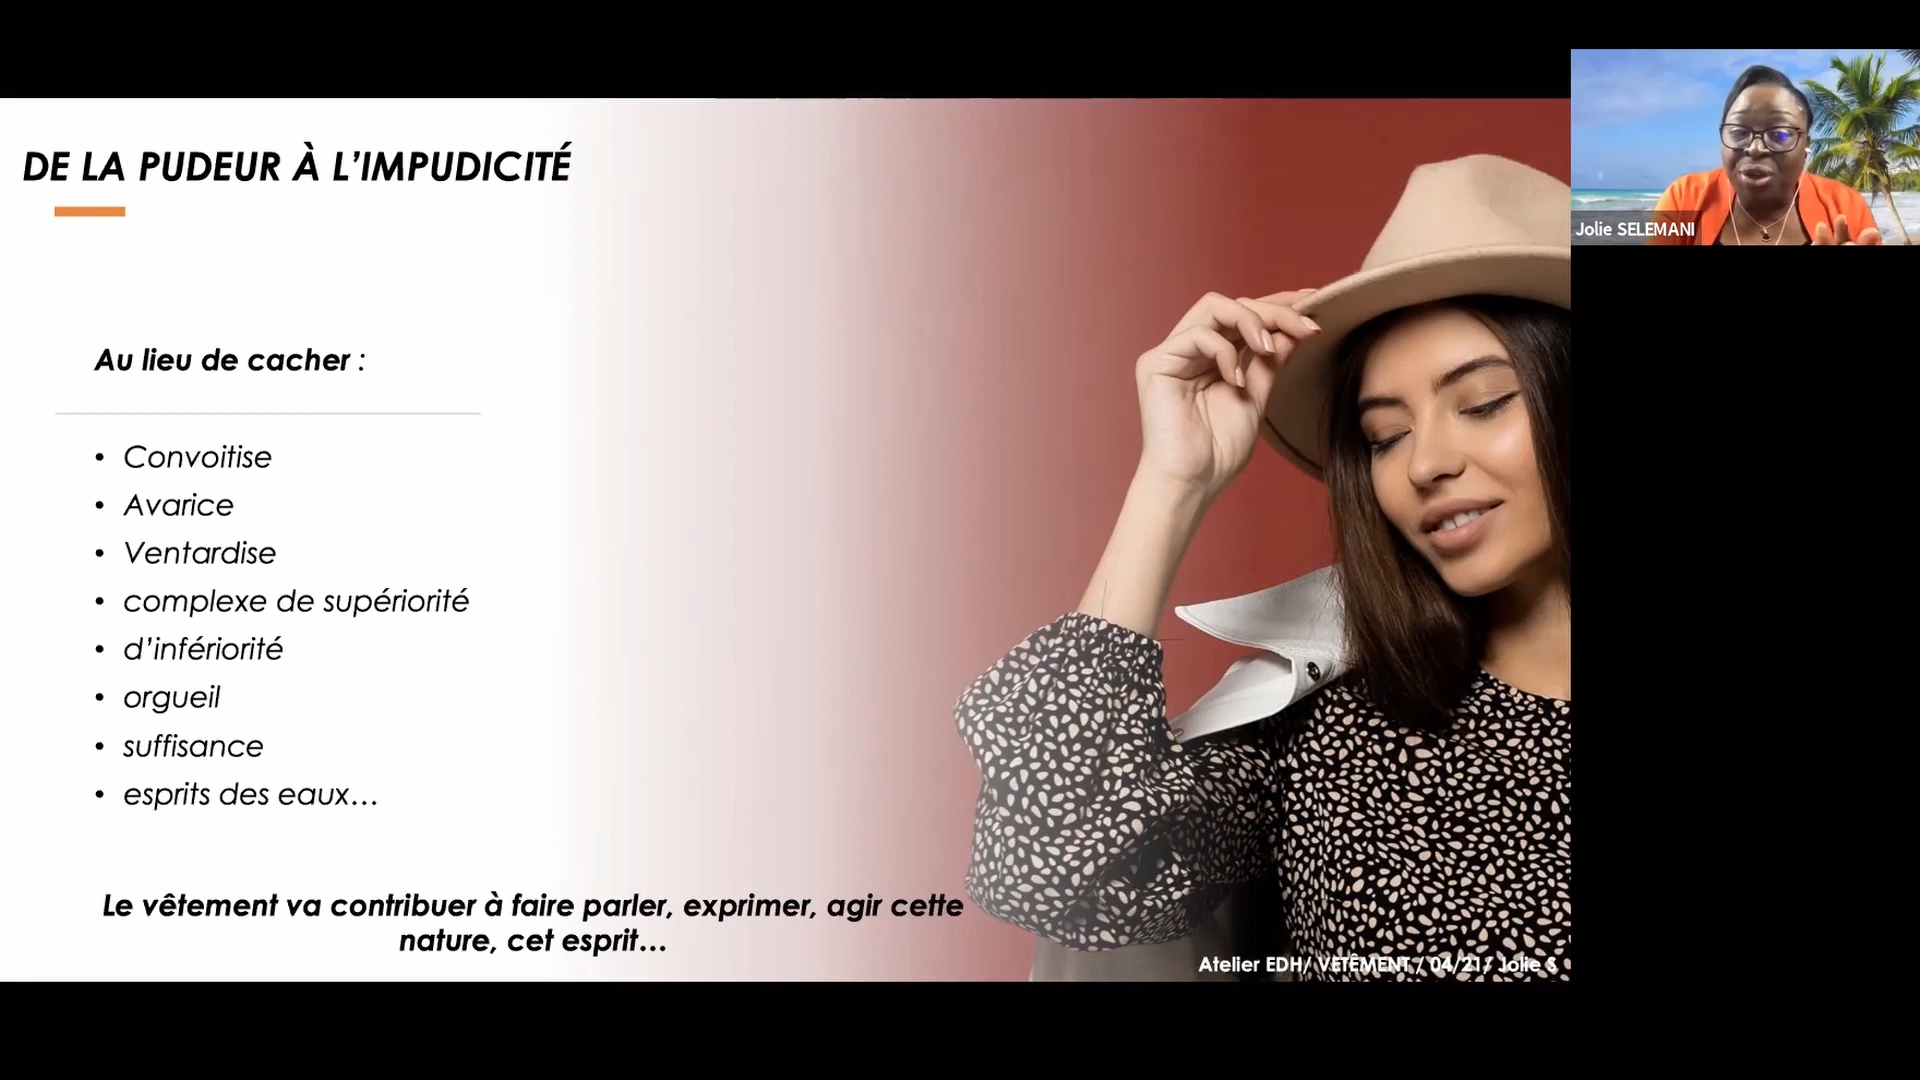 DE LA PUDEUR À L’IMPUDICITÉ
Jolie SELEMANI
Au lieu de cacher :
• Convoitise
• Avarice
• Ventardise
• complexe de supériorité
• d’infériorité
• orgueil
• suffisance
• esprits des eaux…
Le vêtement va contribuer à faire parler, exprimer, agir cette
nature, cet esprit…
Atelier EDH/ VETÊMENT / 04/21/ Jolie S